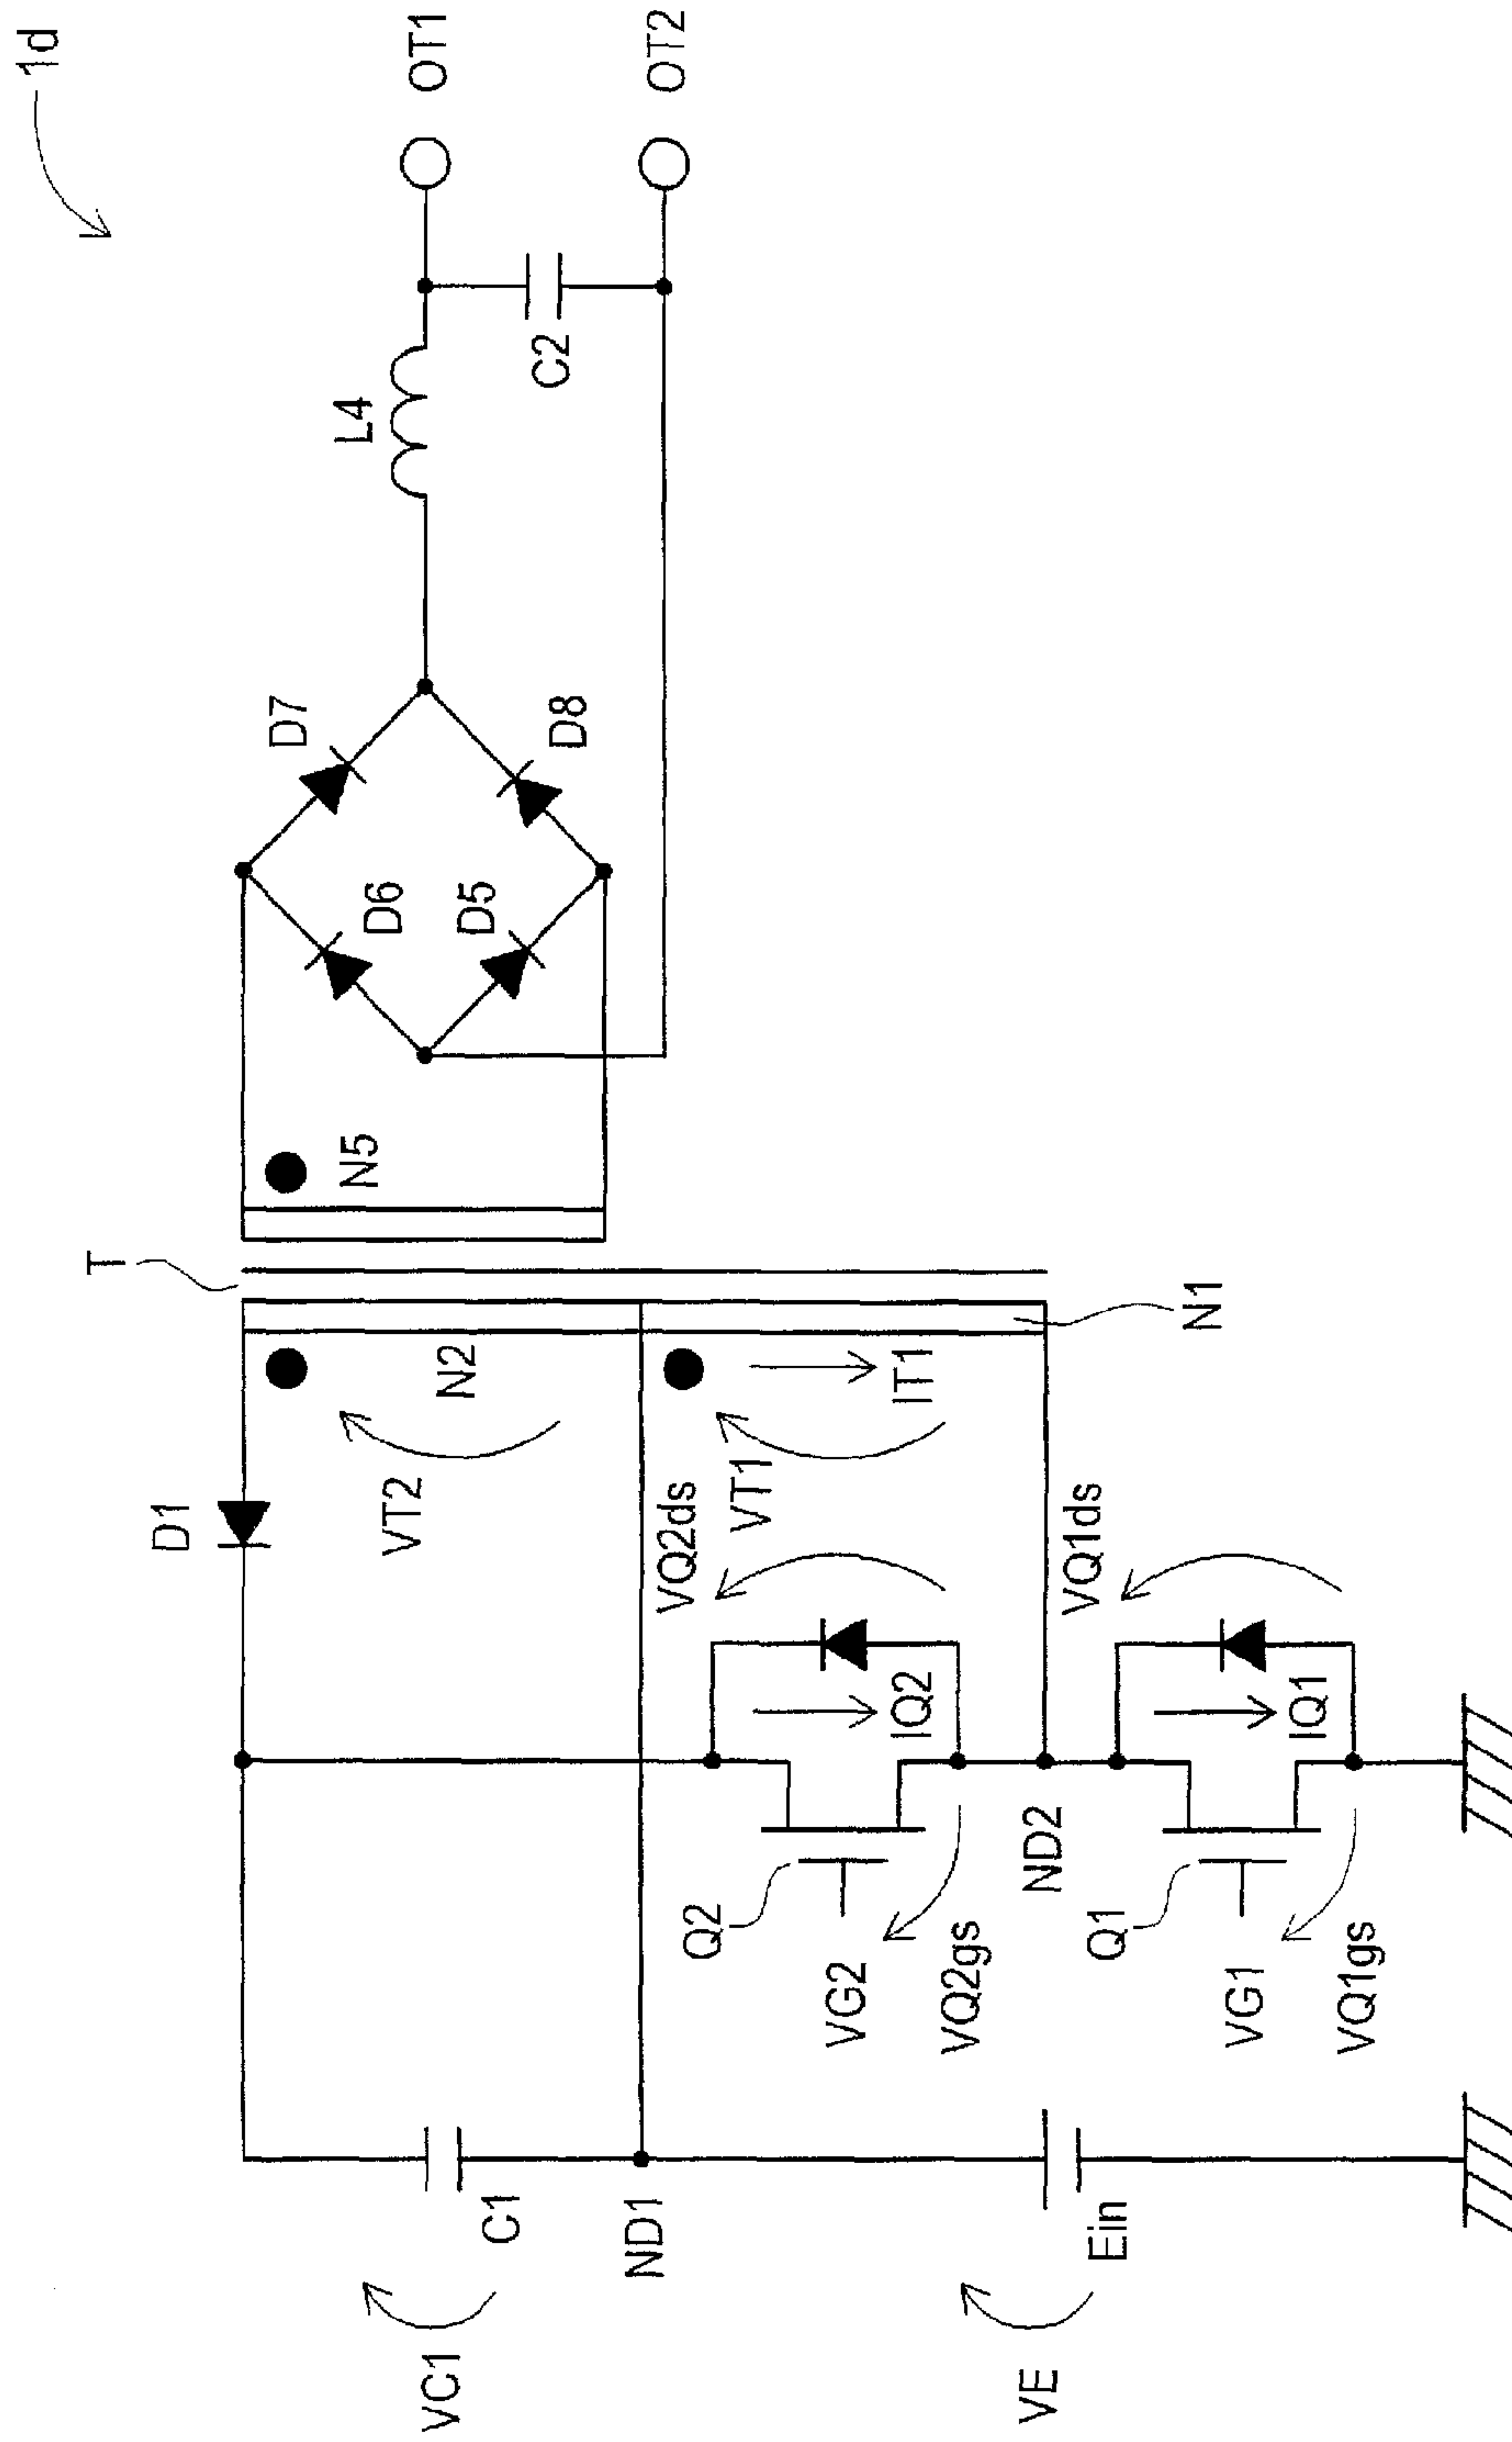 1d
OT1
OT2
L4
C2
D7
D8
D6
D5
N5
T
N1
N2
IT1
VT1
VT2
D1
VQ2ds
VQ1ds
IQ2
IQ1
ND2
Q2
Q1
VG2
VQ2gs
VG1
VQ1gs
C1
ND1
Ein
VC1
VE